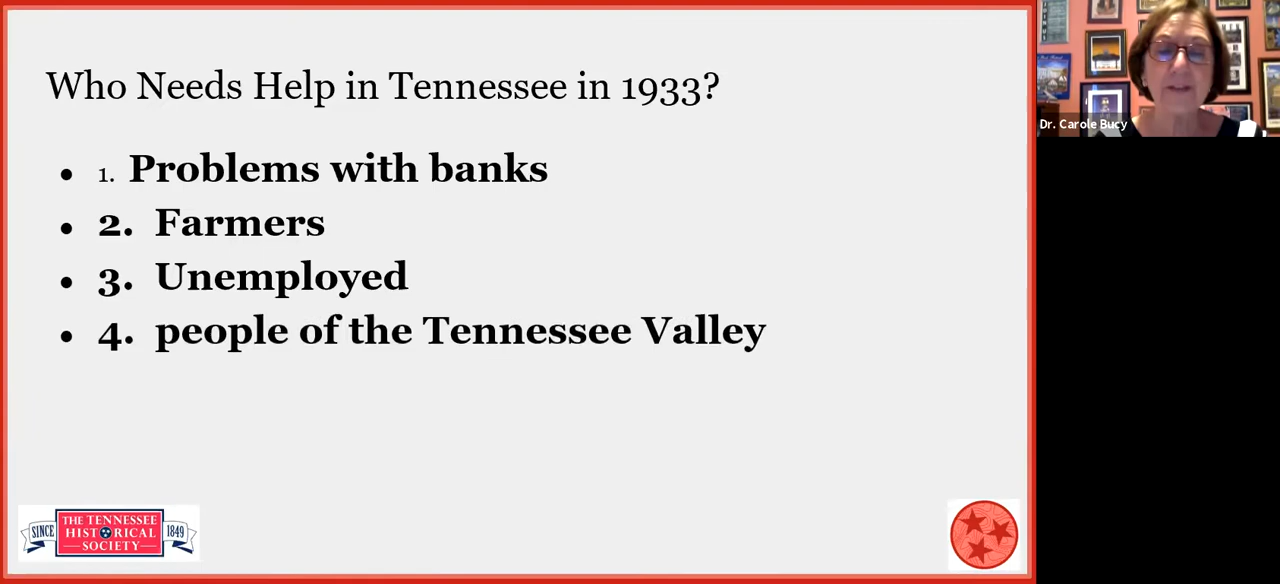 Who Needs Help in Tennessee in 1933?
• 1. Problems with banks
• 2. Farmers
• 3. Unemployed
• 4. people of the Tennessee Valley
SINCE THE TENNESSEE HISTORICAL SOCIETY 1849
Dr. Carole Bucy